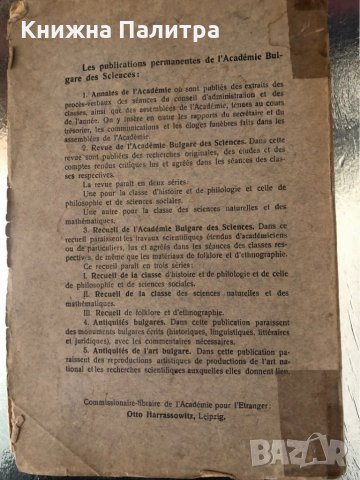 Книжна Палитра
Les publications permanentes de l'Académie Bul-
gare des Sciences:
1. Annales de l'Académie où sont publiés des extraits des
procès-verbaux des séances du conseil d'administration et des
classes, ainsi que des assemblées de l'Académie, tenues au cours
de l'année. On y insère en outre les rapports du secrétaire et du
trésorier, les communications et les éloges funèbres faits dans les
assemblées de l'Académie.
2. Revue de l'Académie Bulgare des Sciences. Dans cette
revue sont publiées des recherches originales, des études et des
comptes rendus critiques lus et agréés dans les séances des clas-
ses respectives.
La revue paraît en deux séries:
Une pour la classe d'histoire et de philologie et celle de
philosophie et de sciences sociales.
Une autre pour la classe des sciences naturelles et des
mathématiques.
3. Recueil de l'Académie Bulgare des Sciences. Dans ce
recueil paraissent les travaux scientifiques étendus d'académiciens
ou de particuliers, lus et agréés dans les séances des classes respec-
tives, de même que les matériaux de folklore et d'ethnographie.
Ce recueil paraît en trois séries:
I. Recueil de la classe d'histoire et de philologie et de celle
de philosophie et de sciences sociales.
II. Recueil de la classe des sciences naturelles et des
mathématiques.
III. Recueil de folklore et d'ethnographie.
4. Antiquités bulgares. Dans cette publication paraissent
des monuments bulgares écrits (historiques, linguistiques, littéraires
et juridiques), avec les commentaires nécessaires.
5. Antiquités de l'art bulgare. Dans cette publication pa-
raissent des reproductions artistiques de productions de l'art na-
tional et les recherches scientifiques auxquelles elles donnent lieu.
Commissionaire-libraire de l'Académie pour l'Etranger:
Otto Harrassowitz, Leipzig.
BAZAR
bg